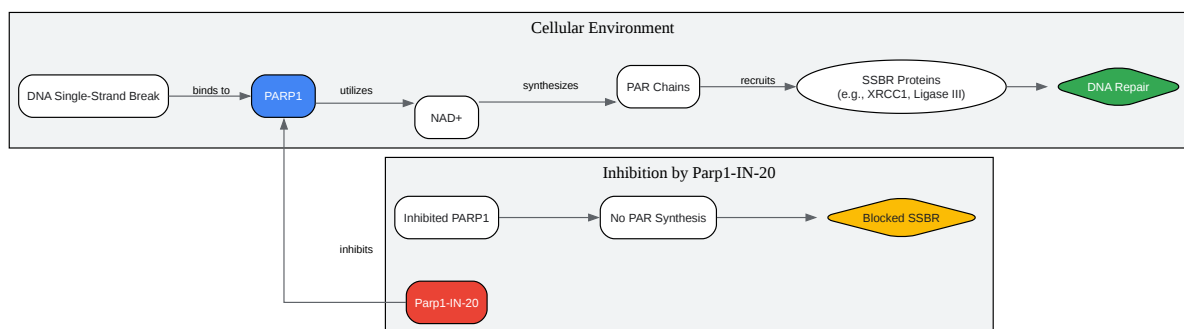 Cellular Environment
DNA Single-Strand Break
binds to
PARP1
utilizes
NAD+
synthesizes
PAR Chains
recruits
SSBR Proteins
(e.g., XRCC1, Ligase III)
DNA Repair
Inhibition by Parp1-IN-20
Inhibited PARP1
No PAR Synthesis
Blocked SSBR
inhibits
Parp1-IN-20